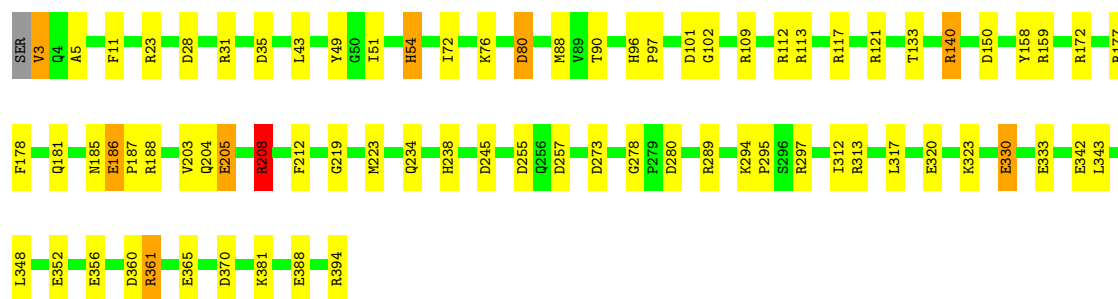 SER V3 Q4 A5 F11 R23 D28 R31 D35 L43 Y49 G50 I51 H54 I72 K76 D80 M88 V89 T90 H96 P97 D101 G102 R109 R112 R113 R117 R121 T133 R140 D150 Y158 R159 R172 R177
F178 Q181 N185 E186 P187 R188 V203 Q204 E205 R208 F212 G219 M223 Q234 H238 D245 D255 Q256 D257 D273 G278 P279 D280 R289 K294 P295 S296 R297 I312 R313 L317 E320 K323 E330 E333 E342 L343
L348 E352 E356 D360 R361 E365 D370 K381 E388 R394